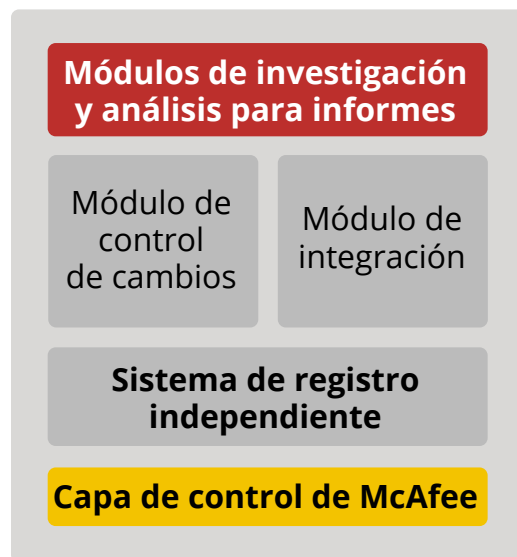 Módulos de investigación
y análisis para informes
Módulo de
control
de cambios
Módulo de
integración
Sistema de registro
independiente
Capa de control de McAfee